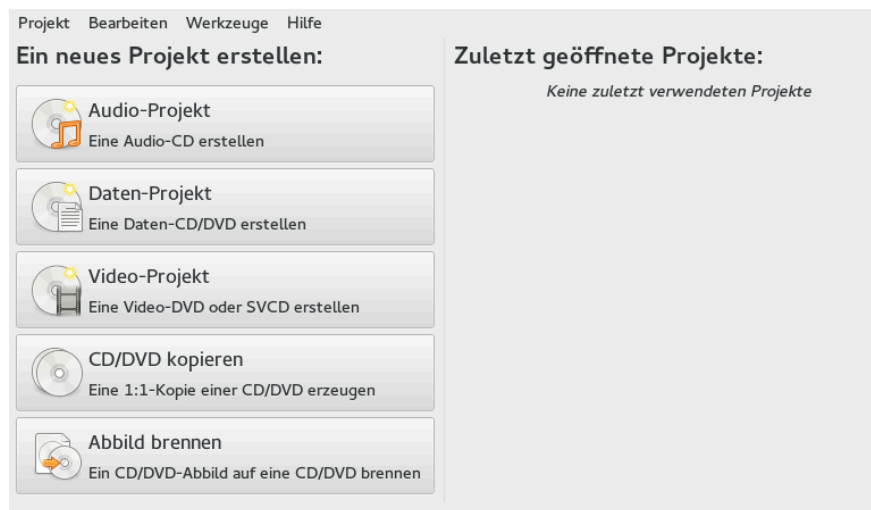 Projekt Bearbeiten Werkzeuge Hilfe
Ein neues Projekt erstellen:
Audio-Projekt
Eine Audio-CD erstellen
Daten-Projekt
Eine Daten-CD/DVD erstellen
Video-Projekt
Eine Video-DVD oder SVCD erstellen
CD/DVD kopieren
Eine 1:1-Kopie einer CD/DVD erzeugen
Abbild brennen
Ein CD/DVD-Abbild auf eine CD/DVD brennen
Zuletzt geöffnete Projekte:
Keine zuletzt verwendeten Projekte